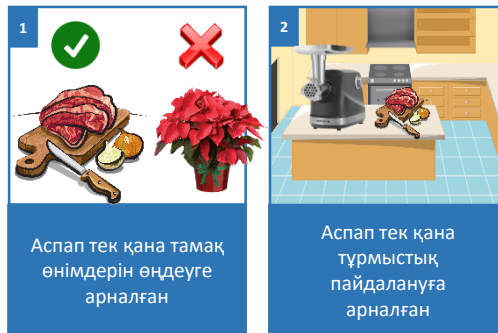 1
Аспап тек қана тамақ
өнімдерін өңдеуге
арналған
2
Аспап тек қана
тұрмыстық
пайдалануға
арналған